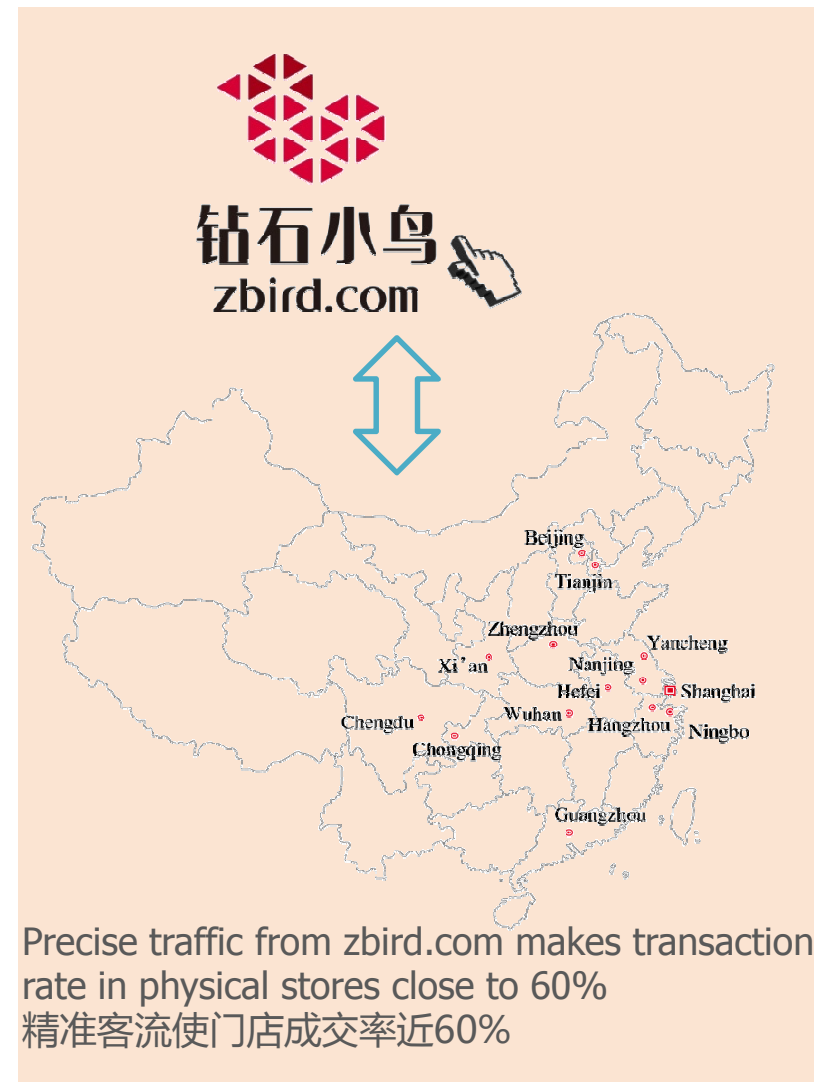 钻石小鸟
zbird.com
Beijing
Tianjin
Zhengzhou
Yancheng
Xi’an
Nanjing
Hefei
Shanghai
Chengdu
Wuhan
Hangzhou
Ningbo
Chongqing
Guangzhou
Precise traffic from zbird.com makes transaction
rate in physical stores close to 60%
精准客流使门店成交率近60%